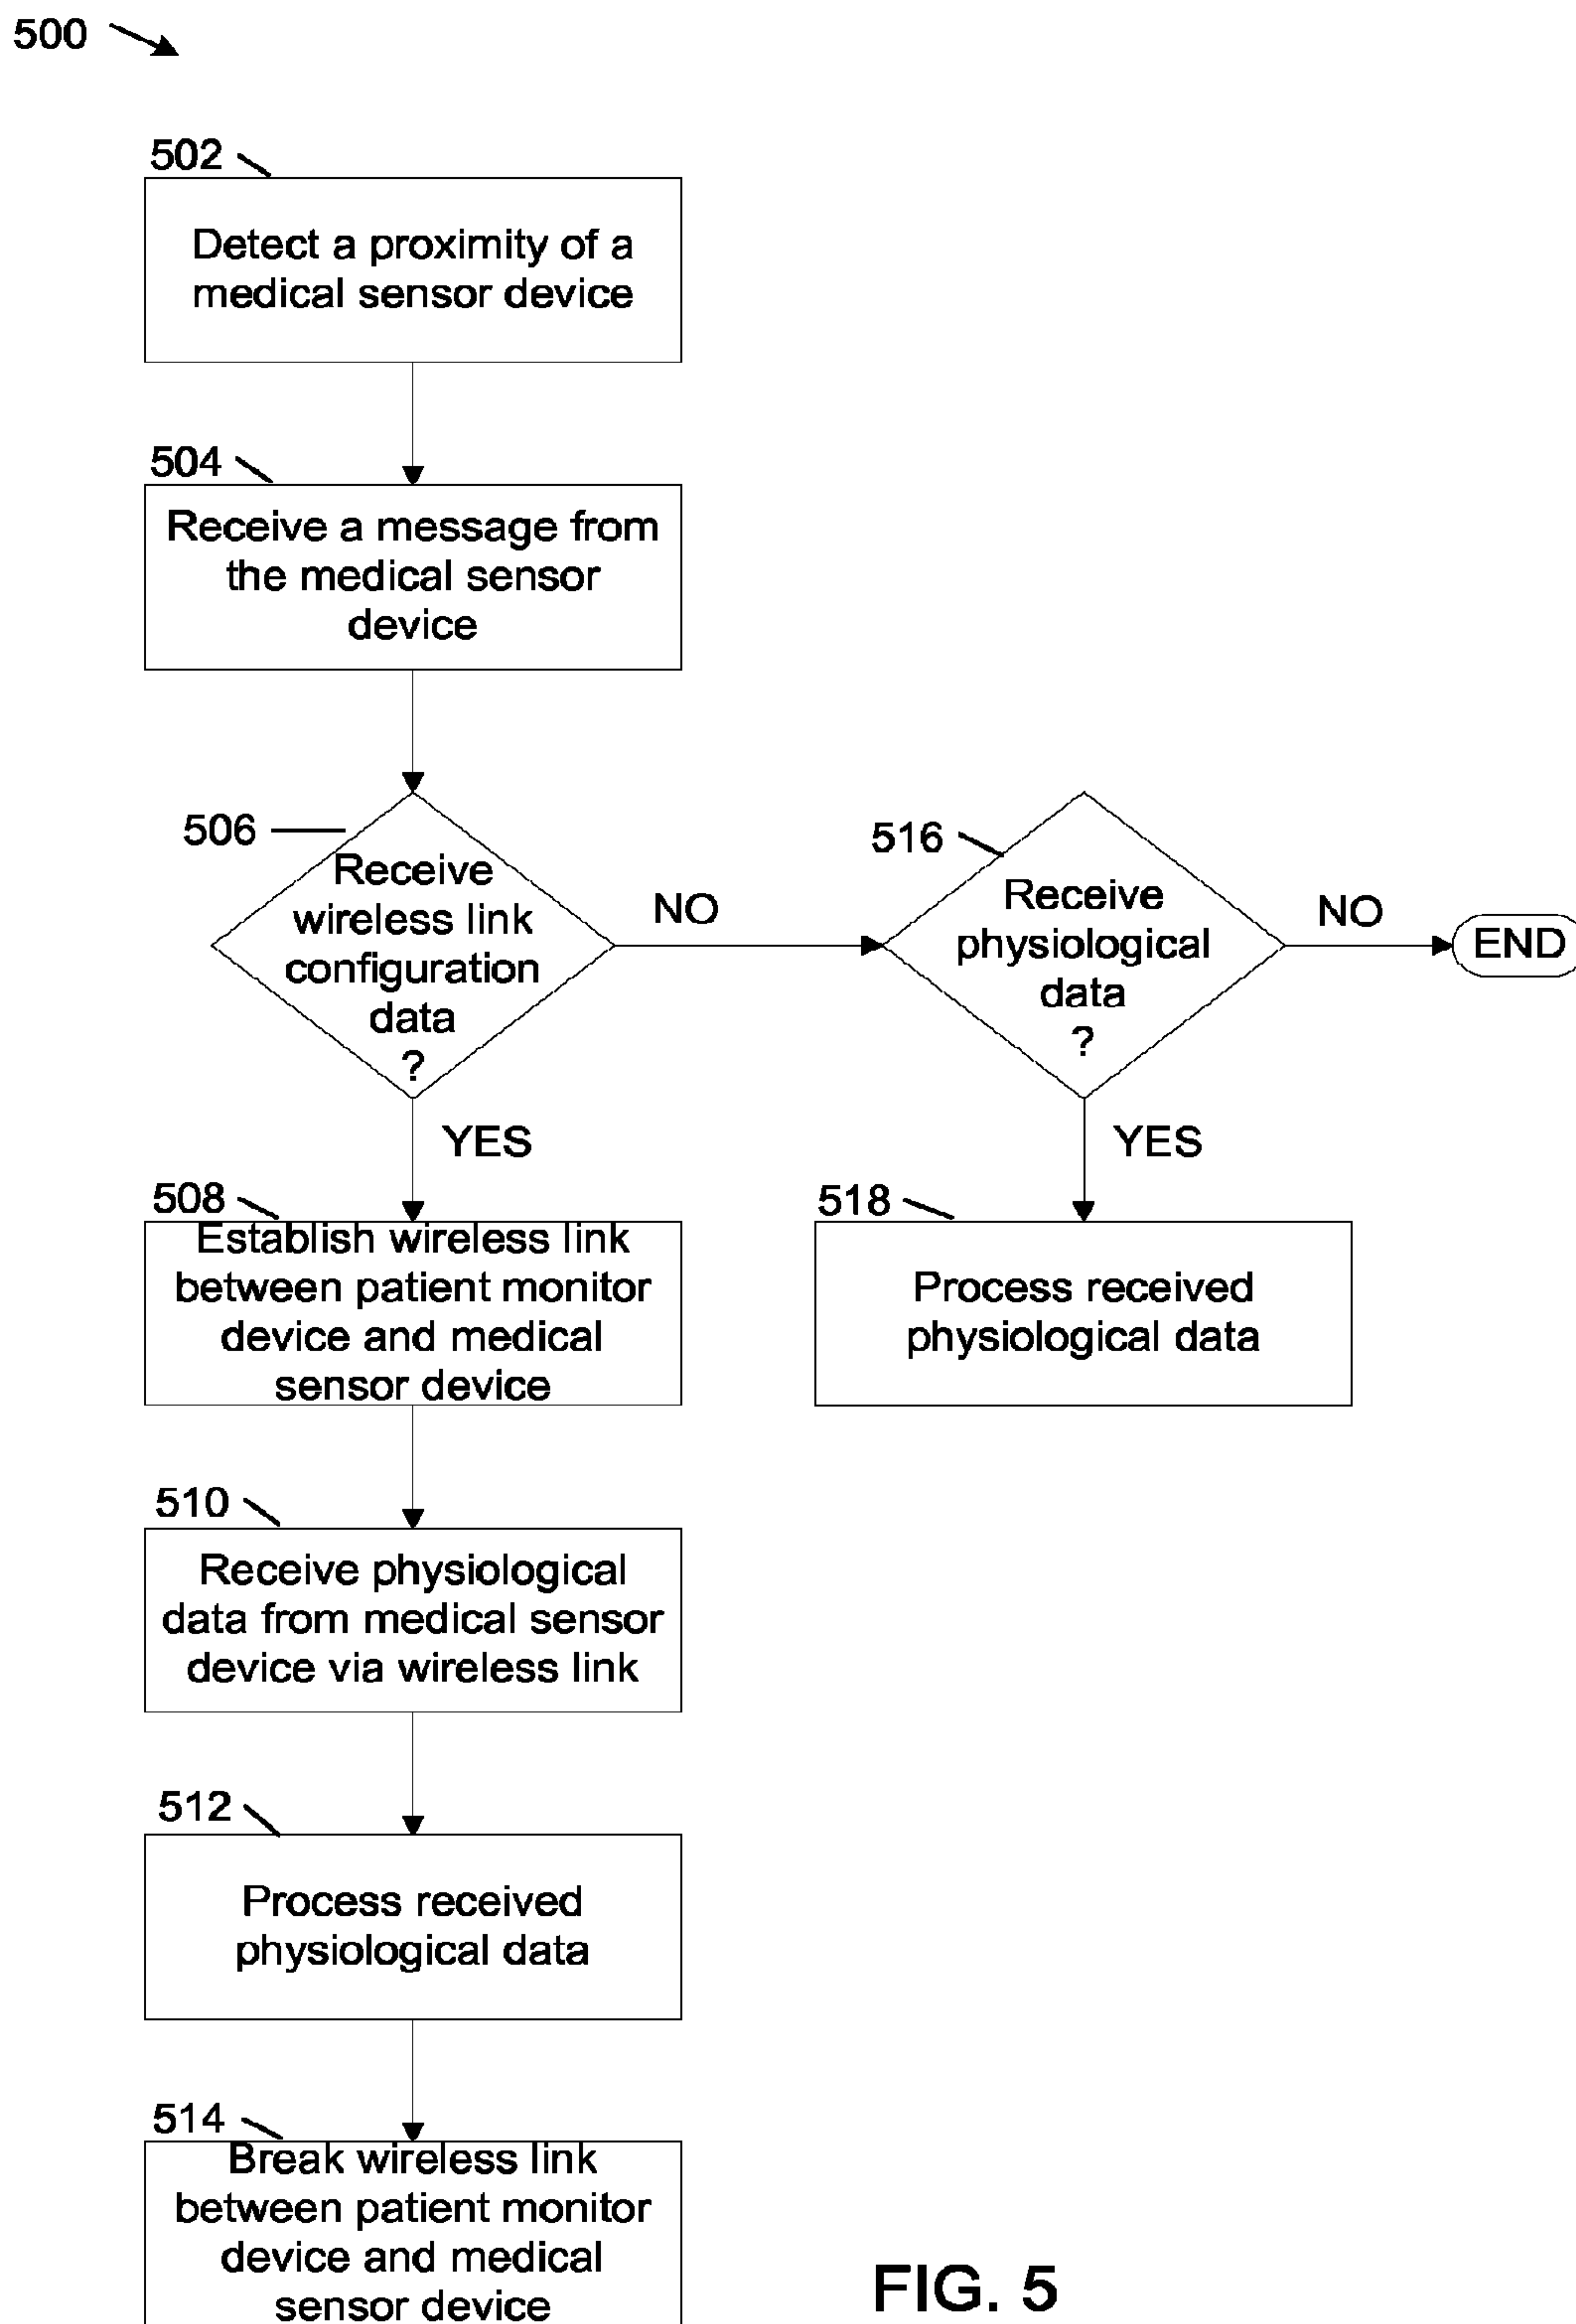 500
502
Detect a proximity of a
medical sensor device
504
Receive a message from
the medical sensor
device
506
Receive
wireless link
configuration
data
?
NO
516
Receive
physiological
data
?
NO
END
YES
YES
508
Establish wireless link
between patient monitor
device and medical
sensor device
518
Process received
physiological data
510
Receive physiological
data from medical sensor
device via wireless link
512
Process received
physiological data
514
Break wireless link
between patient monitor
device and medical
sensor device
FIG. 5